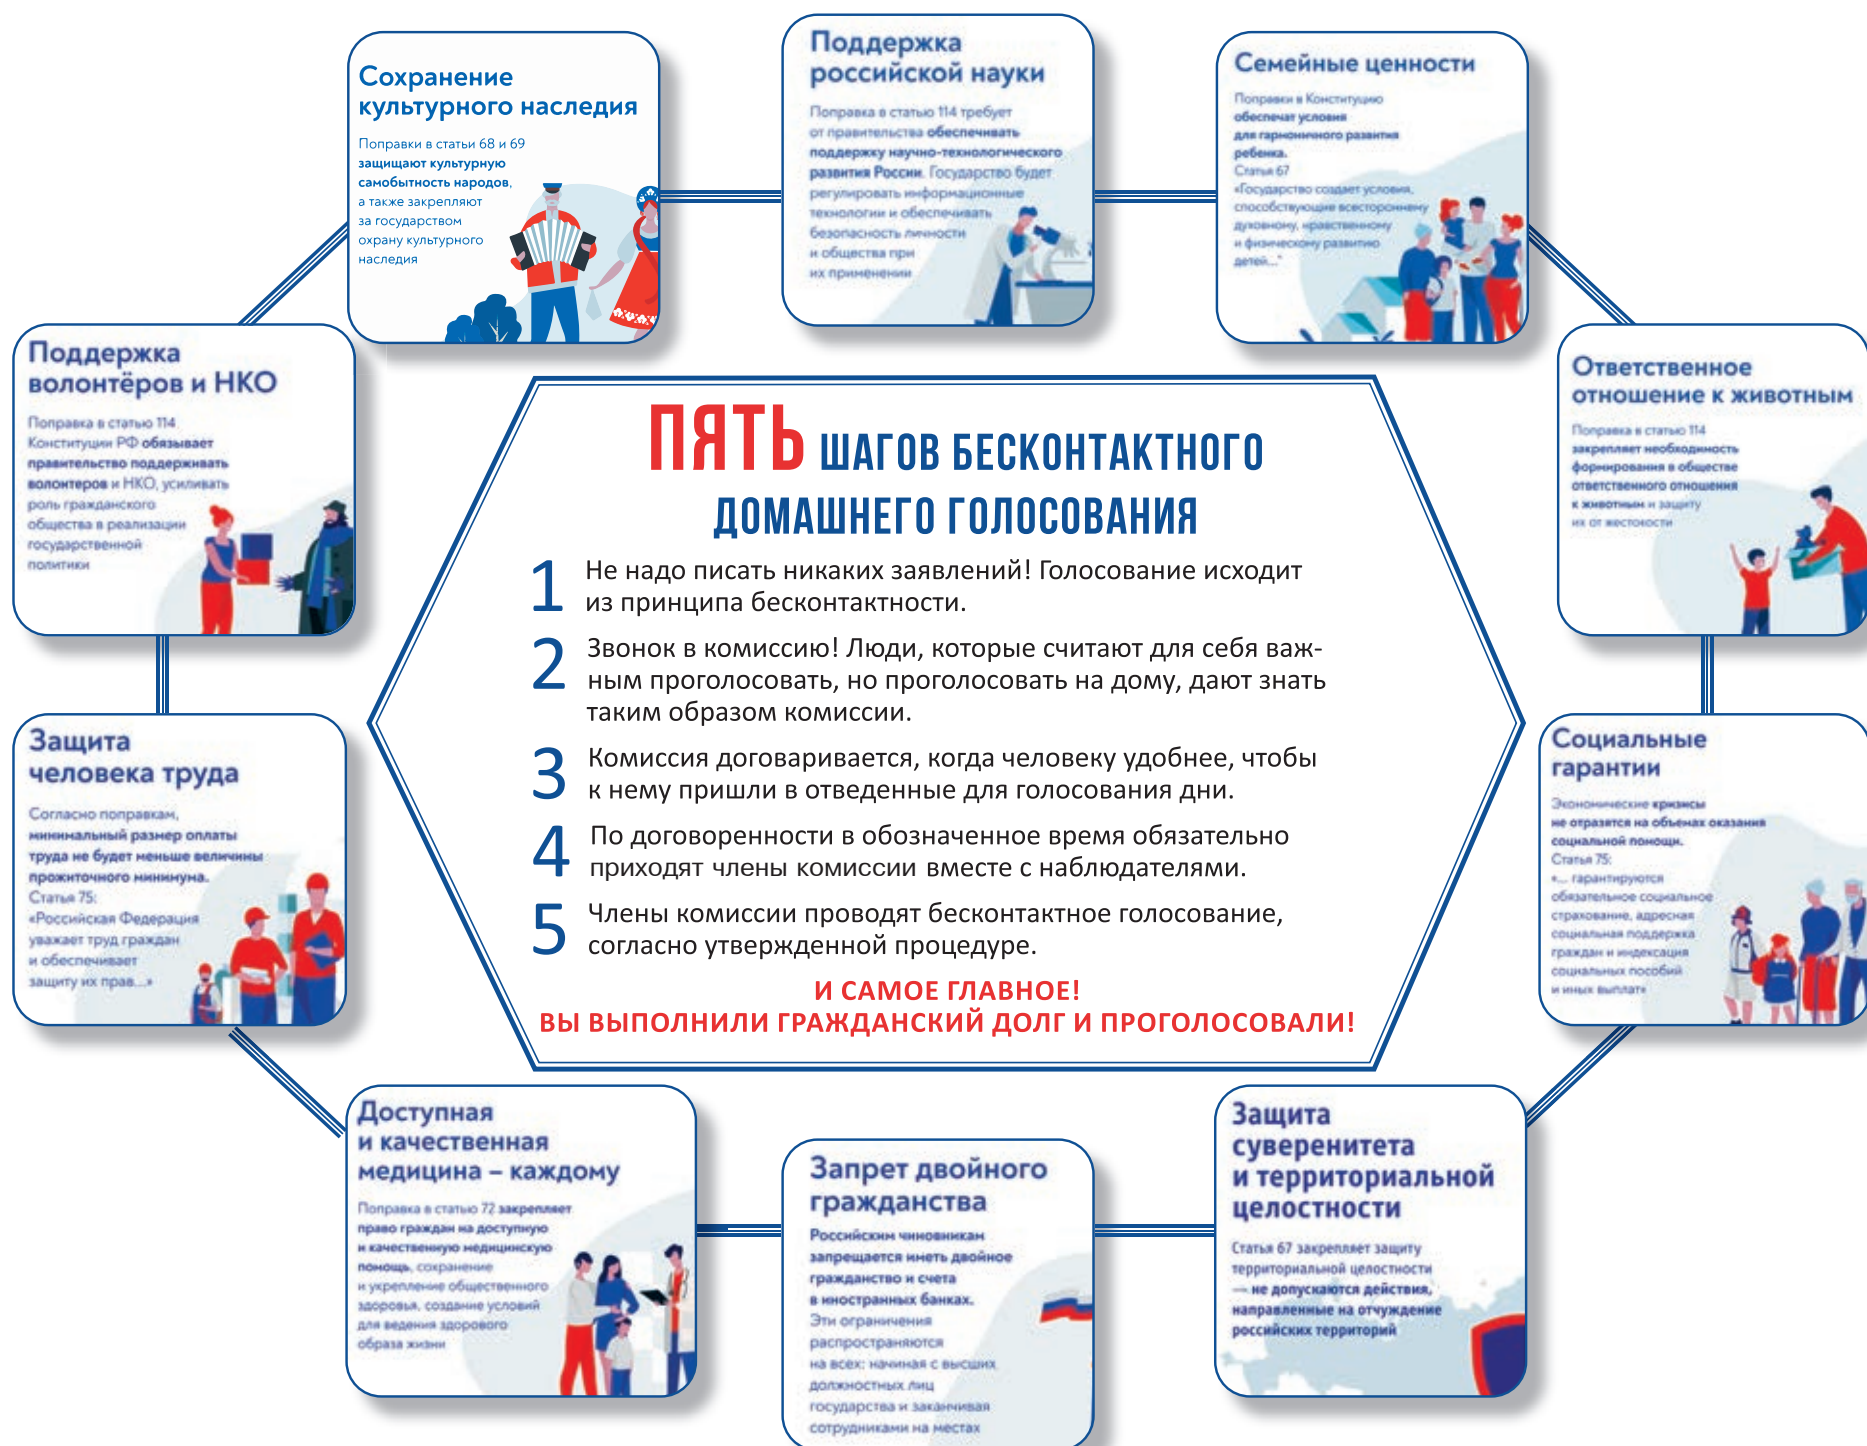 Сохранение
культурного наследия
Поправки в статьи 68 и 69
защищают культурную
самобытность народов,
а также закрепляют
за государством
охрану культурного
наследия
Поддержка
российской науки
Поправка в статью 114 требует
от правительства обеспечивать
поддержку научно-технологического
развития России. Государство будет
регулировать информационные
технологии и обеспечивать
безопасность личности
и общества при
их применении
Семейные ценности
Поправки в Конституцию
обеспечат условия
для гармоничного развития
ребенка.
Статья 67
«Государство создает условия,
способствующие всестороннему
духовному, нравственному
и физическому развитию
детей..."
Поддержка
волонтёров и НКО
Поправка в статью 114
Конституции РФ обязывает
правительство поддерживать
волонтеров и НКО, усиливать
роль гражданского
общества в реализации
государственной
политики
Ответственное
отношение к животным
Поправка в статью 114
закрепляет необходимость
формирования в обществе
ответственного отношения
к животным и защиту
их от жестокости
ПЯТЬ ШАГОВ БЕСКОНТАКТНОГО
ДОМАШНЕГО ГОЛОСОВАНИЯ
1 Не надо писать никаких заявлений! Голосование исходит
из принципа бесконтактности.
2 Звонок в комиссию! Люди, которые считают для себя важ-
ным проголосовать, но проголосовать на дому, дают знать
таким образом комиссии.
3 Комиссия договаривается, когда человеку удобнее, чтобы
к нему пришли в отведенные для голосования дни.
4 По договоренности в обозначенное время обязательно
приходят члены комиссии вместе с наблюдателями.
5 Члены комиссии проводят бесконтактное голосование,
согласно утвержденной процедуре.
И САМОЕ ГЛАВНОЕ!
ВЫ ВЫПОЛНИЛИ ГРАЖДАНСКИЙ ДОЛГ И ПРОГОЛОСОВАЛИ!
Защита
человека труда
Согласно поправкам,
минимальный размер оплаты
труда не будет меньше величины
прожиточного минимума.
Статья 75:
«Российская Федерация
уважает труд граждан
и обеспечивает
защиту их прав...»
Социальные
гарантии
Экономические кризисы
не отразятся на объемах оказания
социальной помощи.
Статья 75:
«... гарантируются
обязательное социальное
страхование, адресная
социальная поддержка
граждан и индексация
социальных пособий
и иных выплат»
Доступная
и качественная
медицина – каждому
Поправка в статью 72 закрепляет
право граждан на доступную
и качественную медицинскую
помощь, сохранение
и укрепление общественного
здоровья, создание условий
для ведения здорового
образа жизни
Запрет двойного
гражданства
Российским чиновникам
запрещается иметь двойное
гражданство и счета
в иностранных банках.
Эти ограничения
распространяются
на всех: начиная с высших
должностных лиц
государства и заканчивая
сотрудниками на местах
Защита
суверенитета
и территориальной
целостности
Статья 67 закрепляет защиту
территориальной целостности
— не допускаются действия,
направленные на отчуждение
российских территорий